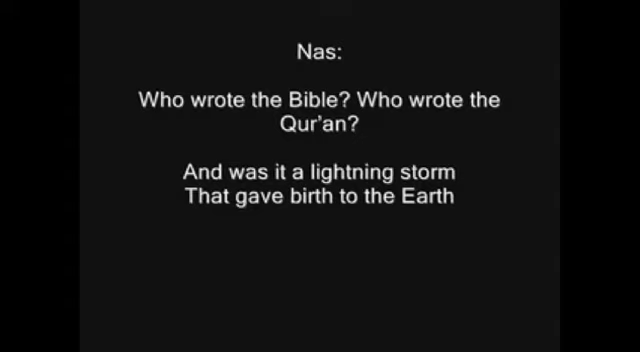 Nas:
Who wrote the Bible? Who wrote the
Qur'an?
And was it a lightning storm
That gave birth to the Earth